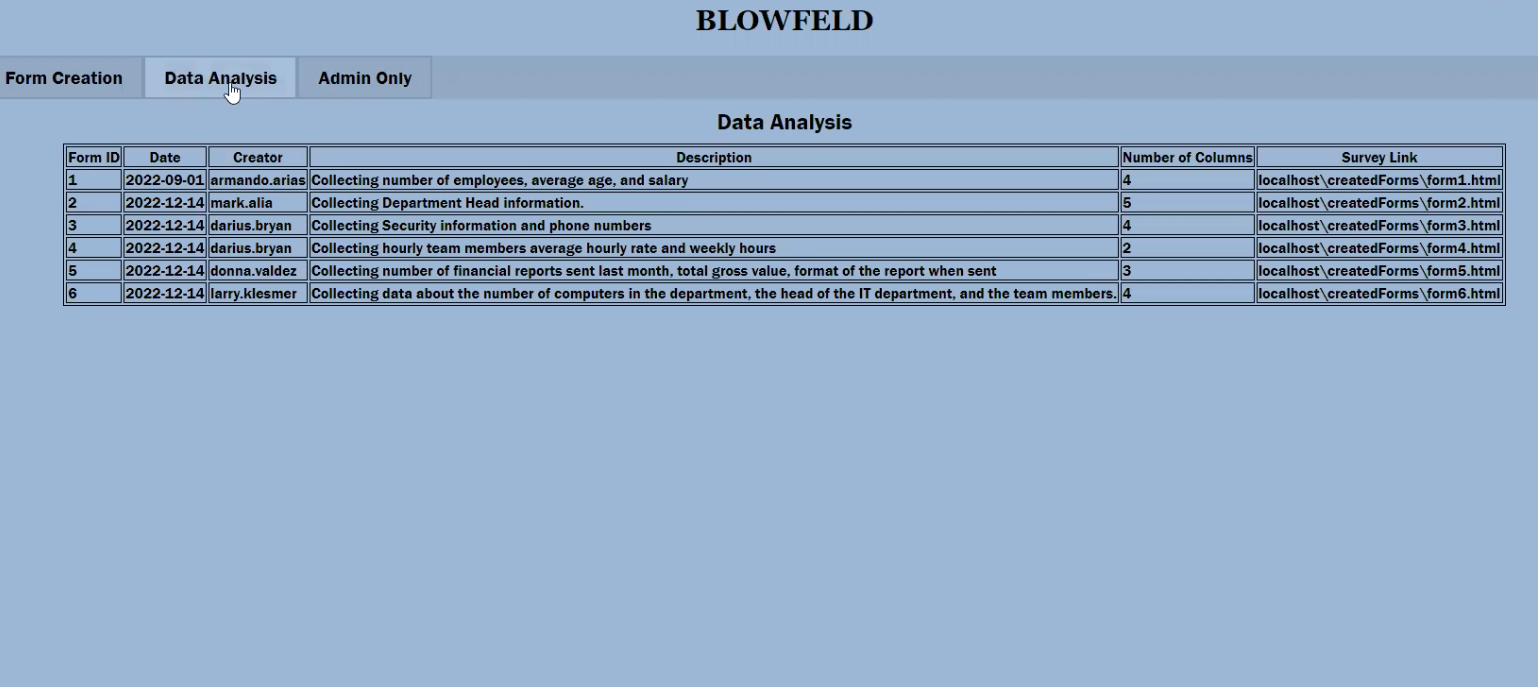 BLOWFELD
Form Creation Data Analysis Admin Only
Data Analysis
Form ID Date Creator Description Number of Columns Survey Link
1 2022-09-01 armando.arias Collecting number of employees, average age, and salary 4 localhost\createdForms\form1.html
2 2022-12-14 mark.alia Collecting Department Head information. 5 localhost\createdForms\form2.html
3 2022-12-14 darius.bryan Collecting Security information and phone numbers 4 localhost\createdForms\form3.html
4 2022-12-14 darius.bryan Collecting hourly team members average hourly rate and weekly hours 2 localhost\createdForms\form4.html
5 2022-12-14 donna.valdez Collecting number of financial reports sent last month, total gross value, format of the report when sent 3 localhost\createdForms\form5.html
6 2022-12-14 larry.klesmer Collecting data about the number of computers in the department, the head of the IT department, and the team members. 4 localhost\createdForms\form6.html